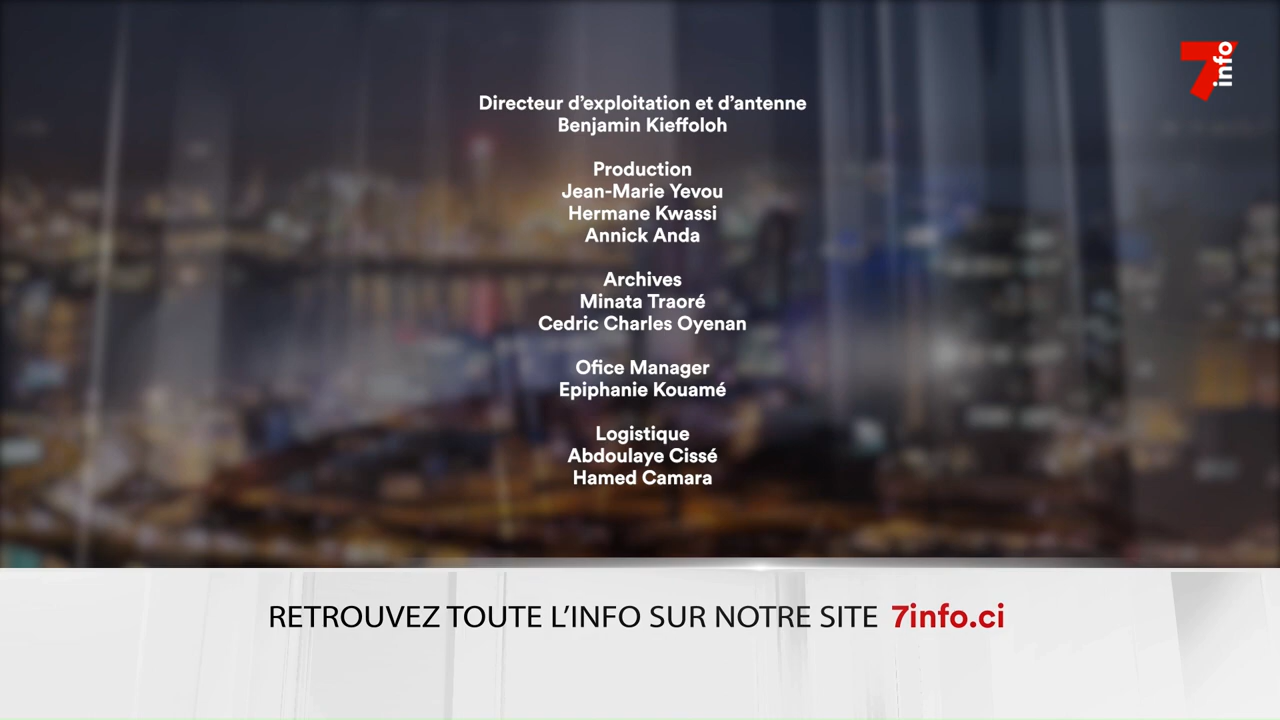 7info
Directeur d'exploitation et d'antenne
Benjamin Kieffoloh
Production
Jean-Marie Yevou
Hermane Kwassi
Annick Anda
Archives
Minata Traoré
Cedric Charles Oyenan
Ofice Manager
Epiphanie Kouamé
Logistique
Abdoulaye Cissé
Hamed Camara
RETROUVEZ TOUTE L'INFO SUR NOTRE SITE 7info.ci